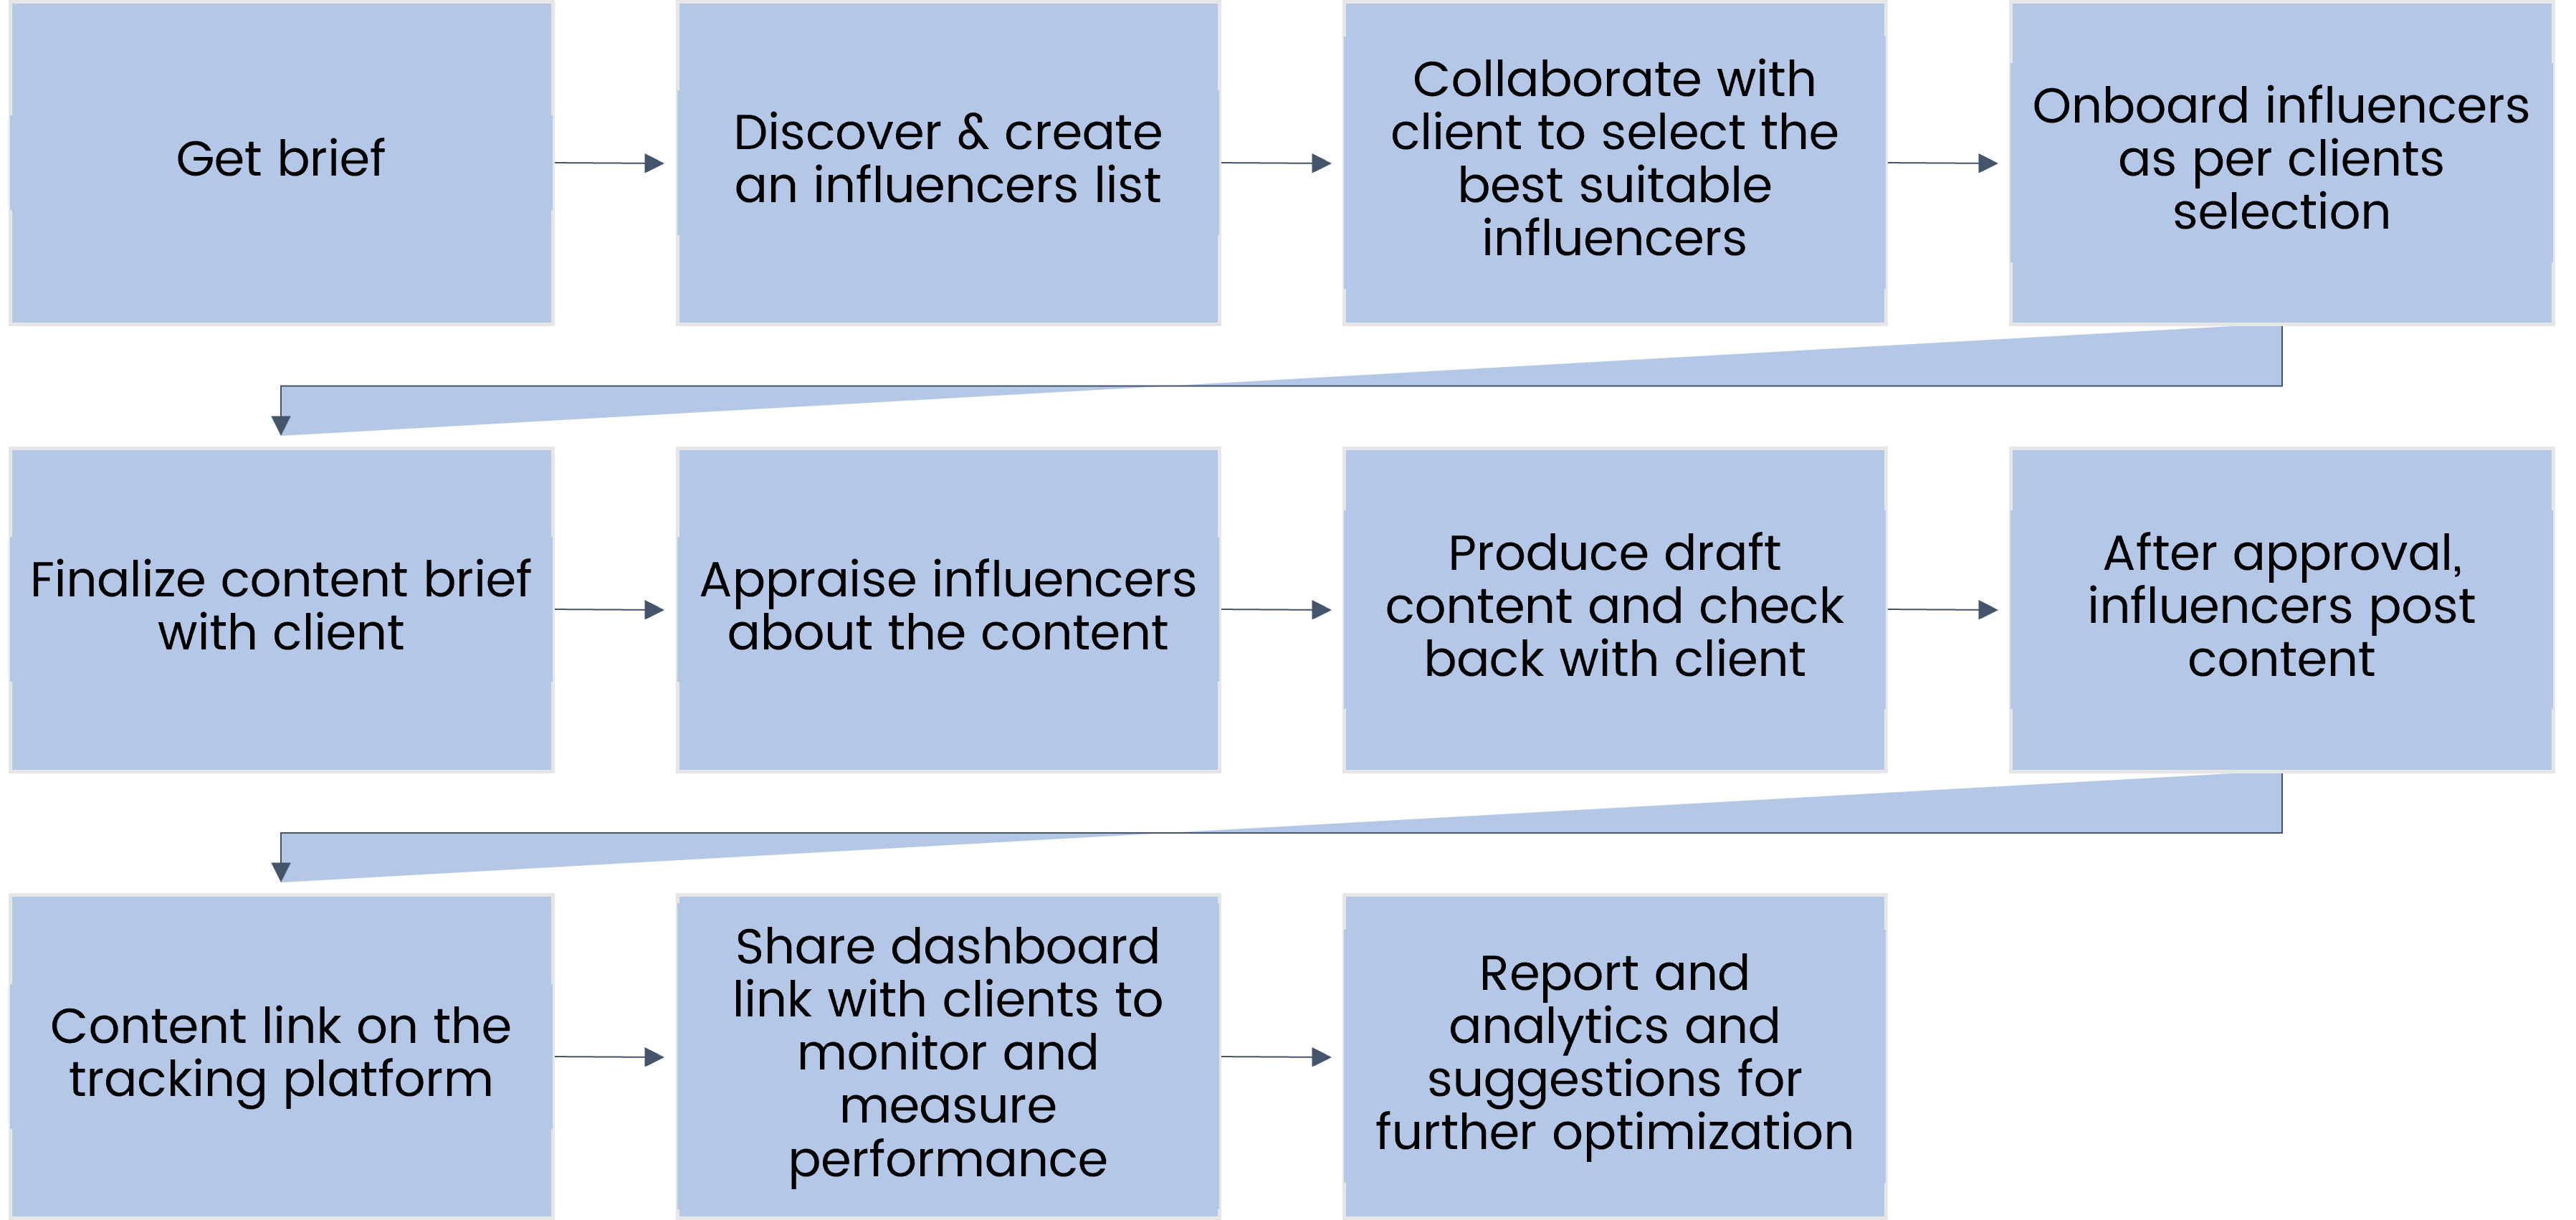 Get brief
Discover & create
an influencers list
Collaborate with
client to select the
best suitable
influencers
Onboard influencers
as per clients
selection
Finalize content brief
with client
Appraise influencers
about the content
Produce draft
content and check
back with client
After approval,
influencers post
content
Content link on the
tracking platform
Share dashboard
link with clients to
monitor and
measure
performance
Report and
analytics and
suggestions for
further optimization